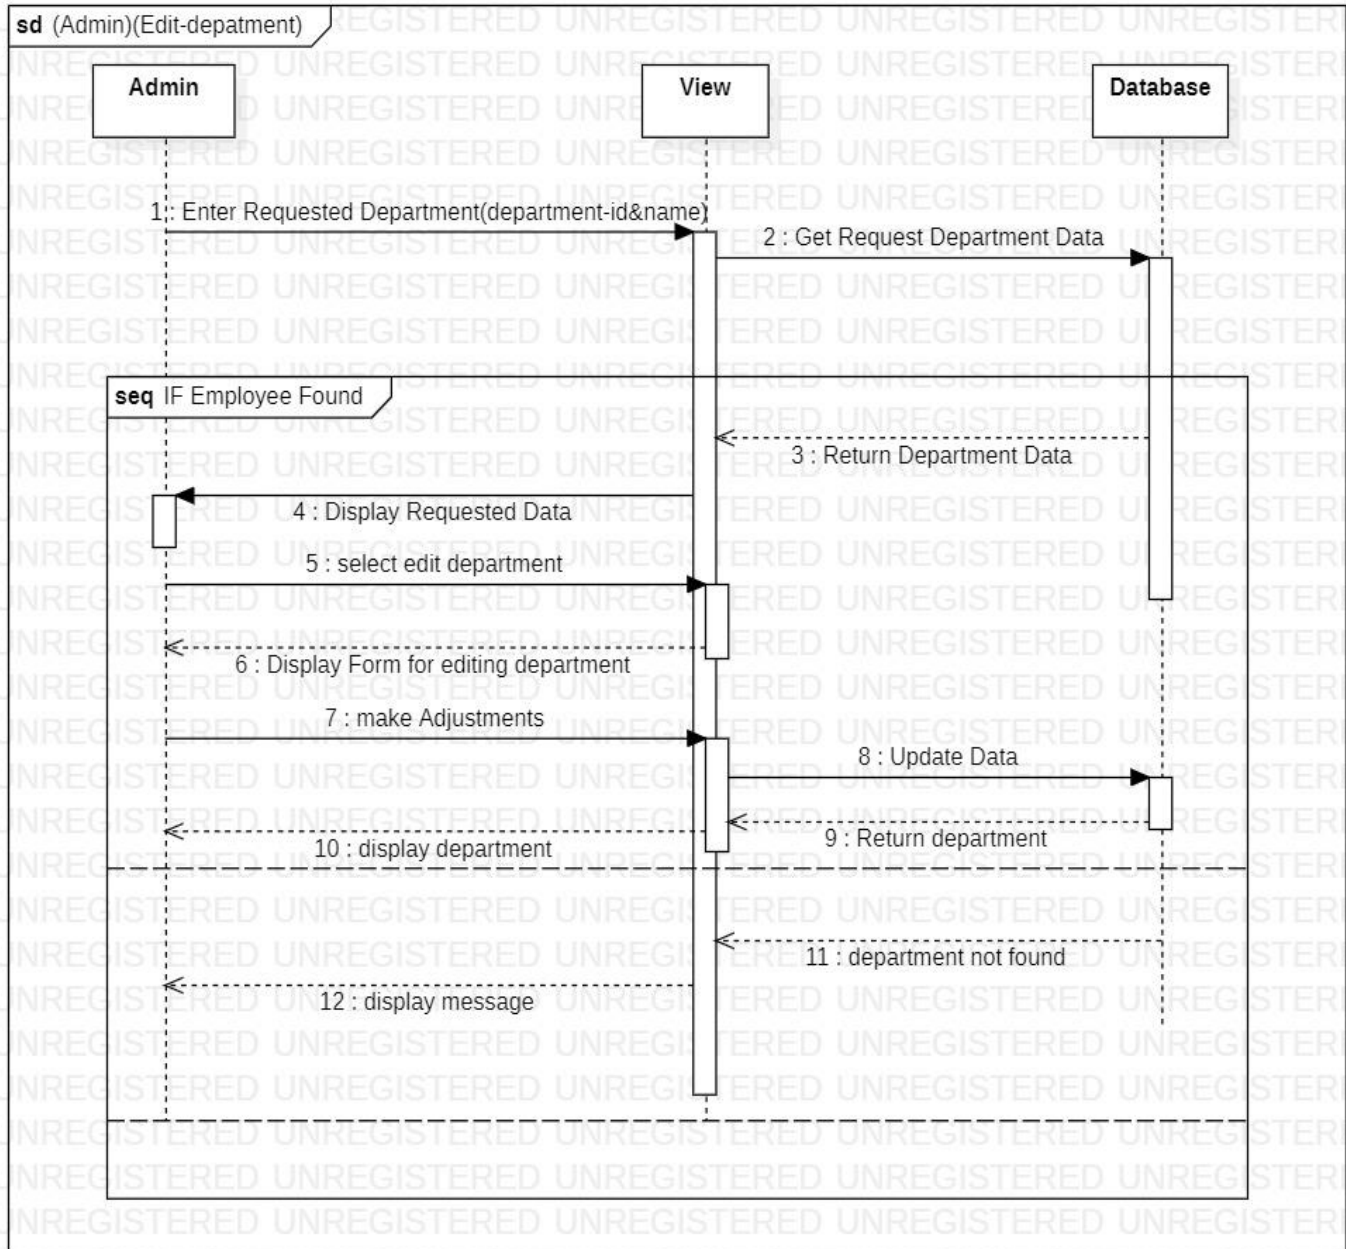 sd (Admin)(Edit-depatment)
Admin
View
Database
1 : Enter Requested Department(department-id&name)
2 : Get Request Department Data
seq IF Employee Found
3 : Return Department Data
4 : Display Requested Data
5 : select edit department
6 : Display Form for editing department
7 : make Adjustments
8 : Update Data
9 : Return department
10 : display department
11 : department not found
12 : display message
UNREGISTERED